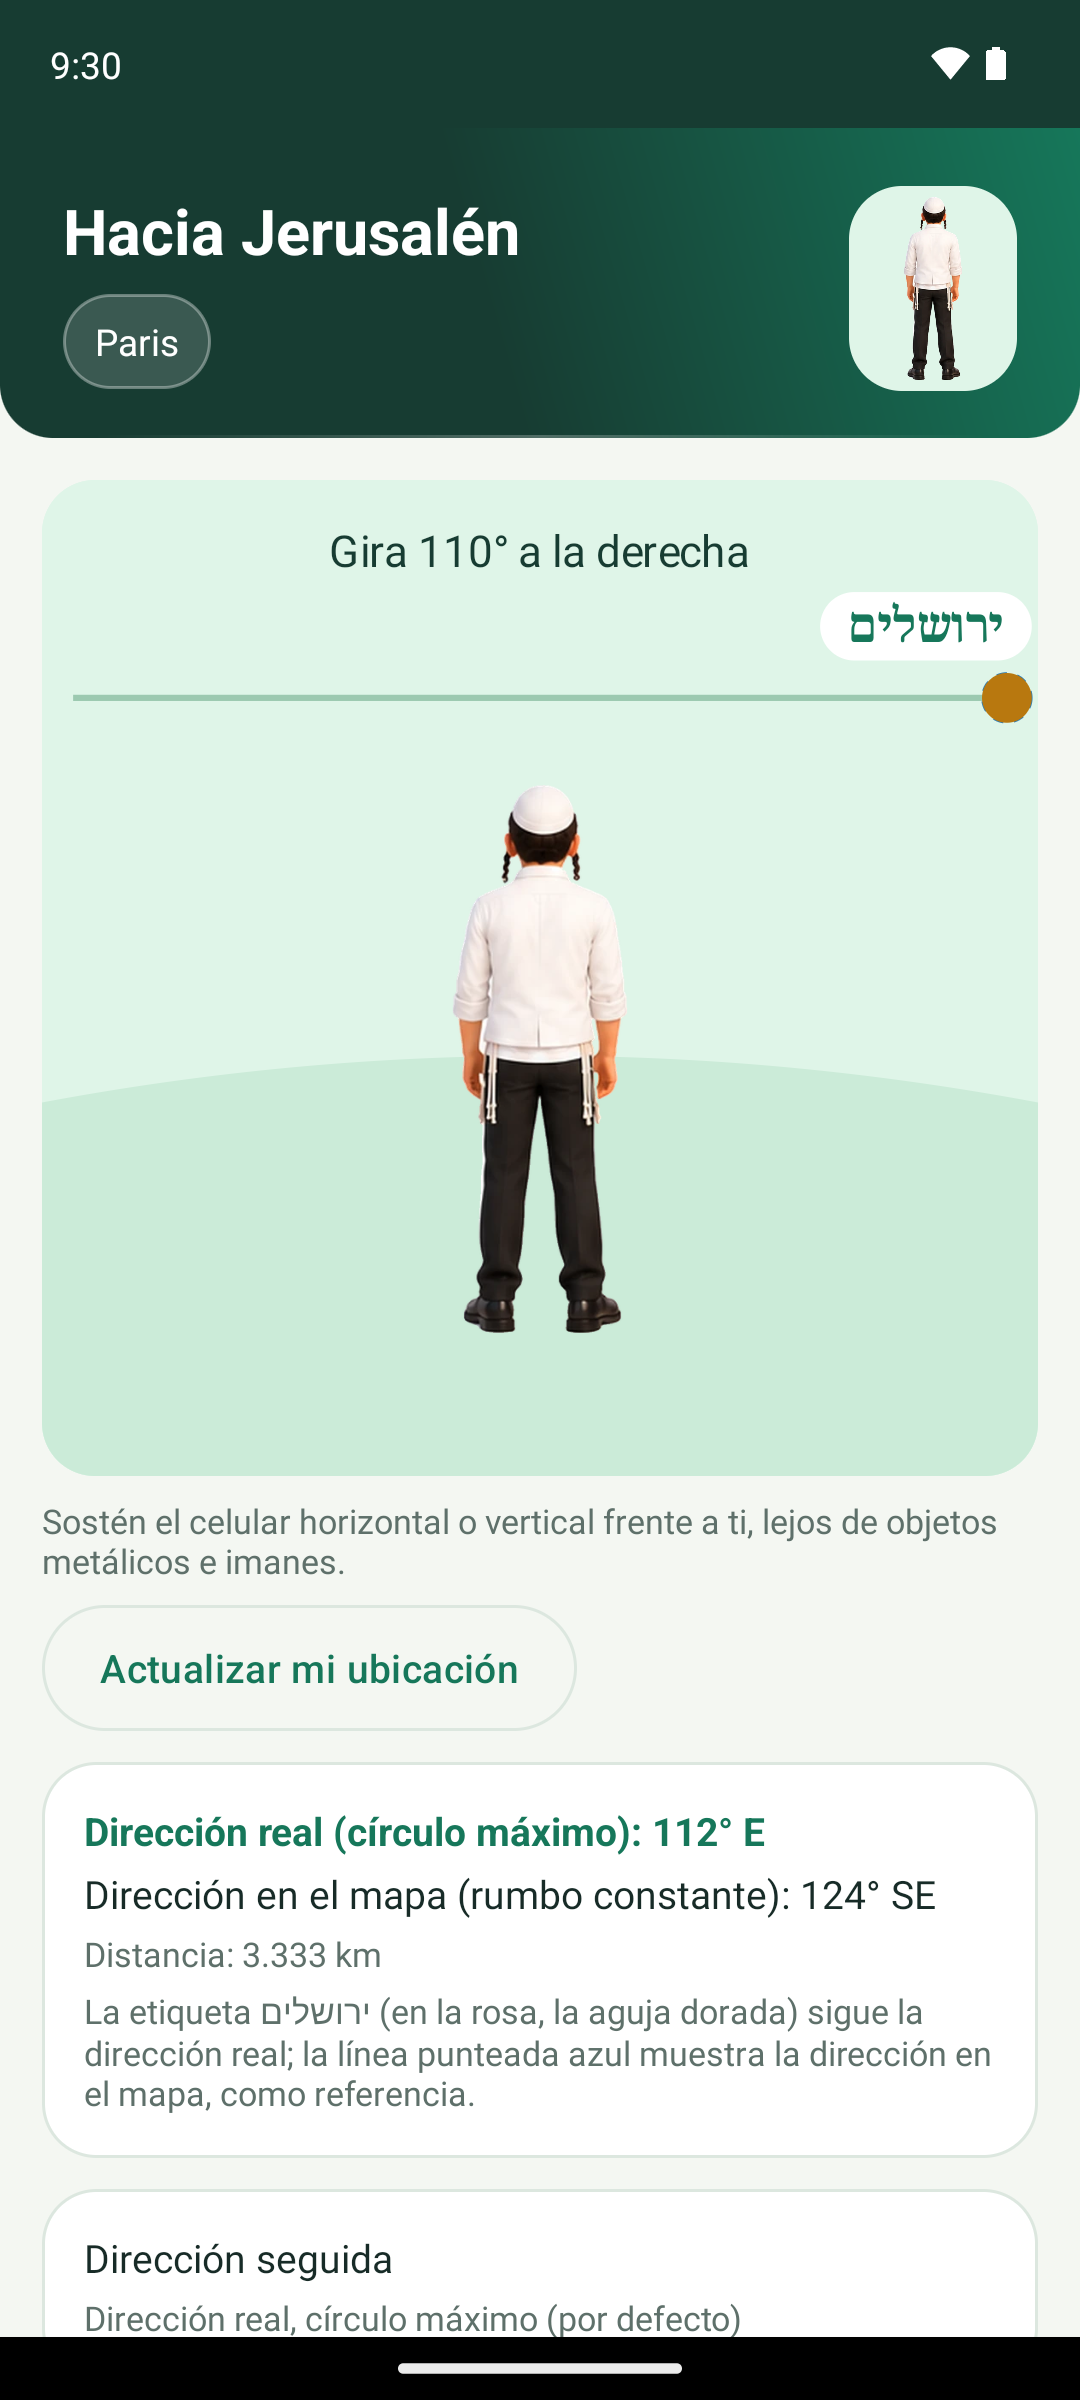 9:30
Hacia Jerusalén
Paris
Gira 110° a la derecha
ירושלים
Sostén el celular horizontal o vertical frente a ti, lejos de objetos
metálicos e imanes.
Actualizar mi ubicación
Dirección real (círculo máximo): 112° E
Dirección en el mapa (rumbo constante): 124° SE
Distancia: 3.333 km
La etiqueta ירושלים (en la rosa, la aguja dorada) sigue la
dirección real; la línea punteada azul muestra la dirección en
el mapa, como referencia.
Dirección seguida
Dirección real, círculo máximo (por defecto)